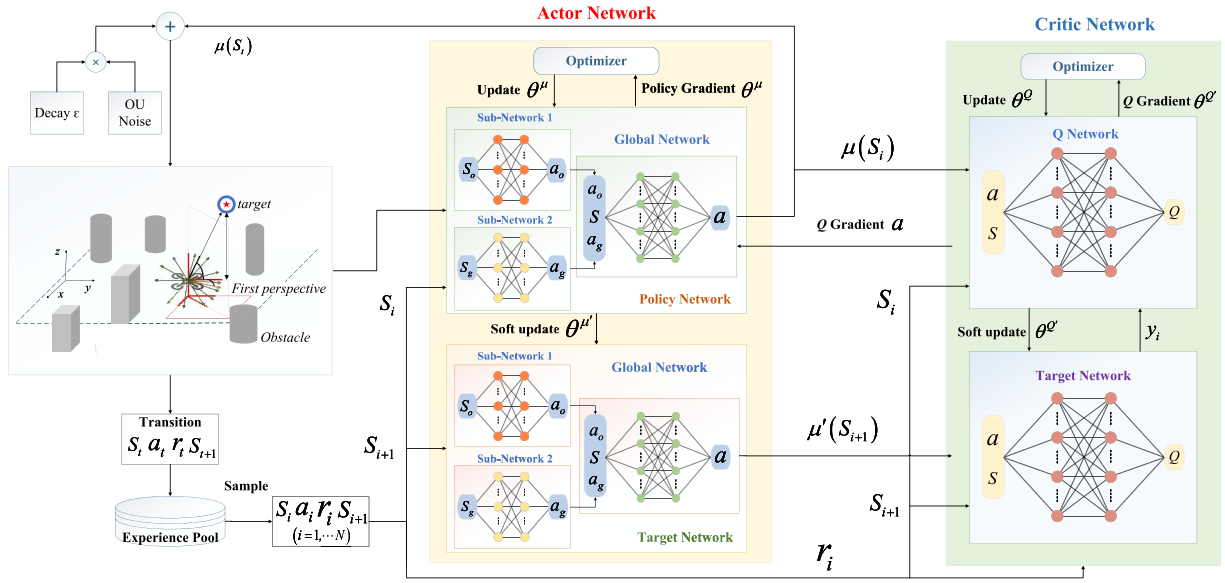 Actor Network
Critic Network
+
μ(S_t)
×
Decay ε
OU
Noise
target
z
y
x
First perspective
Obstacle
Transition
S_t a_t r_t S_{t+1}
Experience Pool
Sample
S_i a_i r_i S_{i+1}
(i=1,⋯N)
Optimizer
Update θ^μ
Policy Gradient θ^μ
Sub-Network 1
Global Network
S_o
a_o
Sub-Network 2
S_g
a_g
a_o
S
a_g
a
Policy Network
S_i
Soft update θ^{μ'}
Sub-Network 1
Global Network
S_o
a_o
Sub-Network 2
S_g
a_g
a_o
S
a_g
a
Target Network
S_{i+1}
μ(S_i)
Q Gradient a
S_i
μ'(S_{i+1})
S_{i+1}
r_i
Optimizer
Update θ^Q
Q Gradient θ^{Q'}
Q Network
a
S
Q
Soft update θ^{Q'}
y_i
Target Network
a
S
Q